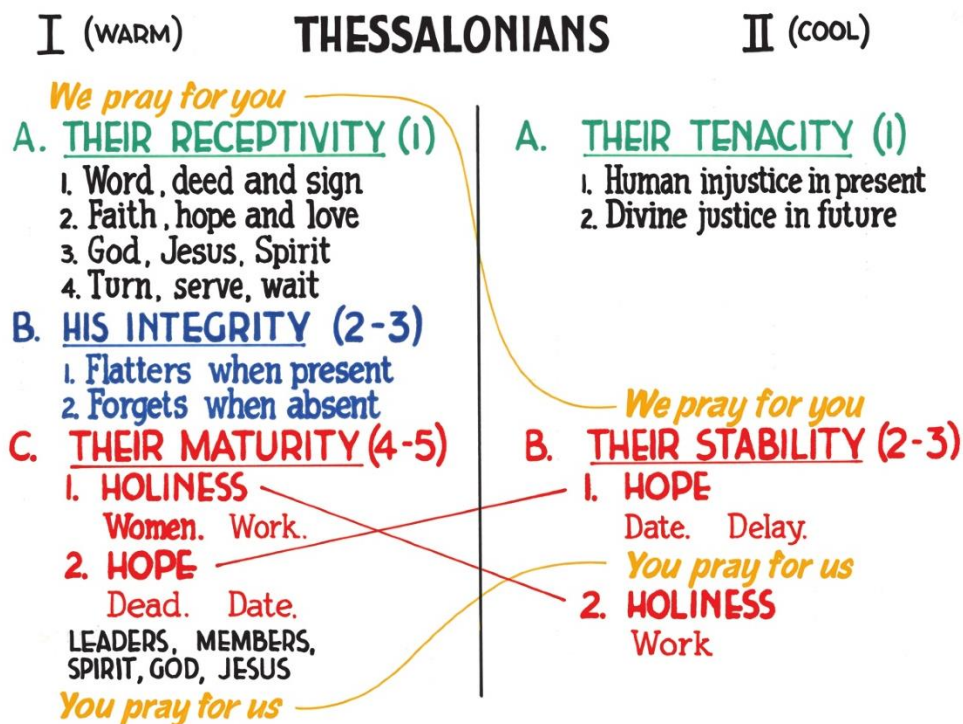 I (WARM) THESSALONIANS II (COOL)
We pray for you
A. THEIR RECEPTIVITY (1)
1. Word, deed and sign
2. Faith, hope and love
3. God, Jesus, Spirit
4. Turn, serve, wait
B. HIS INTEGRITY (2-3)
1. Flatters when present
2. Forgets when absent
C. THEIR MATURITY (4-5)
1. HOLINESS
Women. Work.
2. HOPE
Dead. Date.
LEADERS, MEMBERS,
SPIRIT, GOD, JESUS
You pray for us
A. THEIR TENACITY (1)
1. Human injustice in present
2. Divine justice in future
We pray for you
B. THEIR STABILITY (2-3)
1. HOPE
Date. Delay.
You pray for us
2. HOLINESS
Work